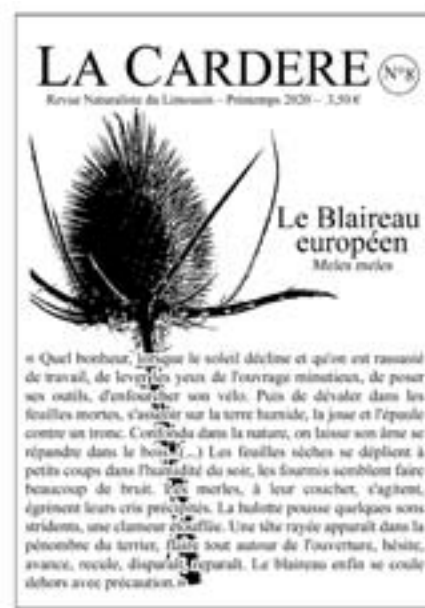 LA CARDERE N°8
Revue Naturaliste du Limousin – Printemps 2020 – 3,50 €
Le Blaireau
européen
Meles meles
« Quel bonheur, lorsque le soleil décline et qu'on est rassasié
de travail, de lever les yeux de l'ouvrage minutieux, de poser
ses outils, d'enfourcher son vélo. Puis de dévaler dans les
feuilles mortes, s'asseoir sur la terre humide, la joue et l'épaule
contre un tronc. Confondu dans la nature, on laisse son âme se
répandre dans le bois. (...) Les feuilles sèches se déplient à
petits coups dans l'humidité du soir, les fourmis semblent faire
beaucoup de bruit. Les merles, à leur coucher, s'agitent,
égrènent leurs cris précipités. La hulotte pousse quelques sons
stridents, une clameur étouffée. Une tête rayée apparaît dans la
pénombre du terrier, flaire tout autour de l'ouverture, hésite,
avance, recule, disparaît, reparaît. Le blaireau enfin se coule
dehors avec précaution. »